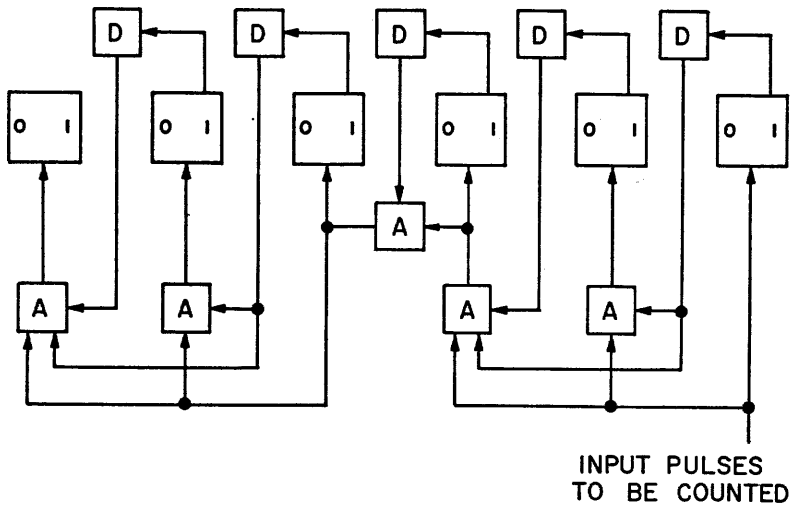 D D D D D
0 1 0 1 0 1 0 1 0 1 0 1
A
A A A A
INPUT PULSES
TO BE COUNTED